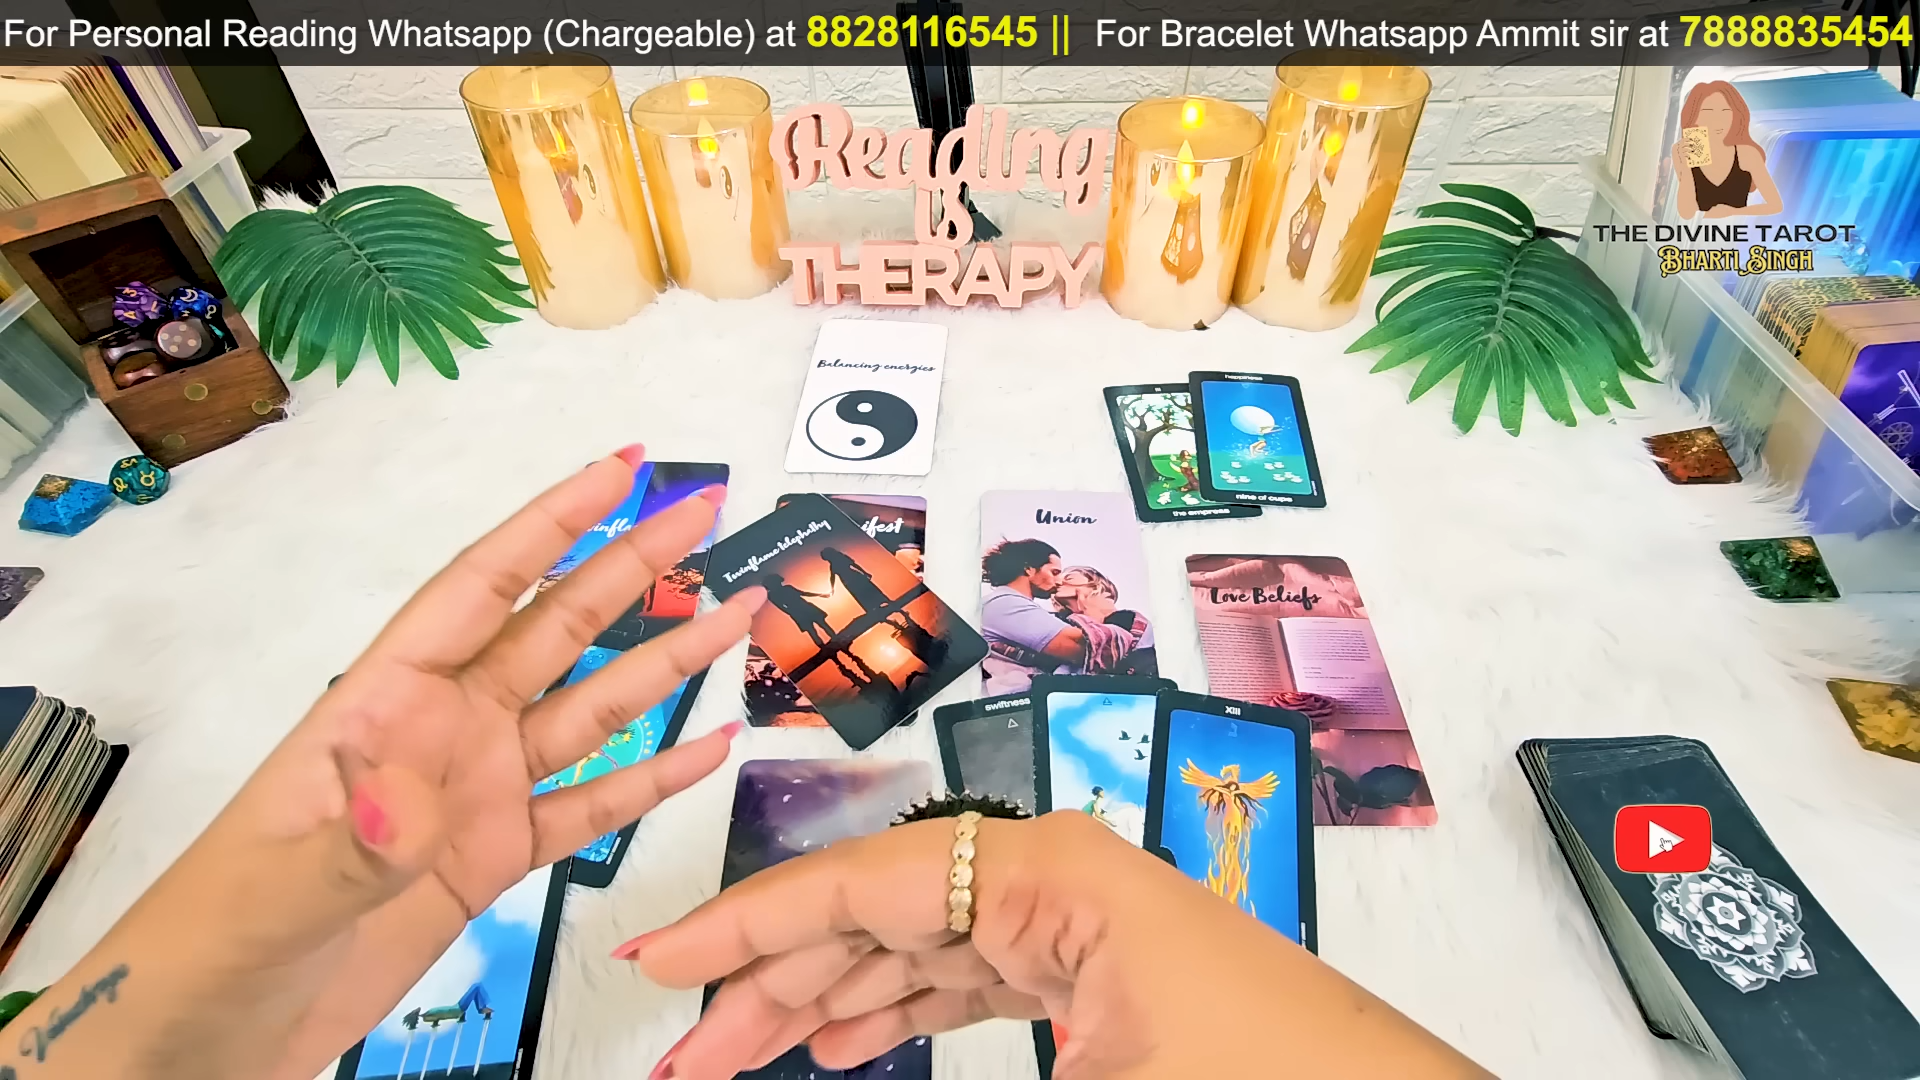 For Personal Reading Whatsapp (Chargeable) at 8828116545 || For Bracelet Whatsapp Ammit sir at 7888835454
Reading
is
THERAPY
THE DIVINE TAROT
BHARTI SINGH
Balancing energies
III
the empress
happiness
nine of cups
Twinflame telepathy
Union
Love Beliefs
swiftness
XIII